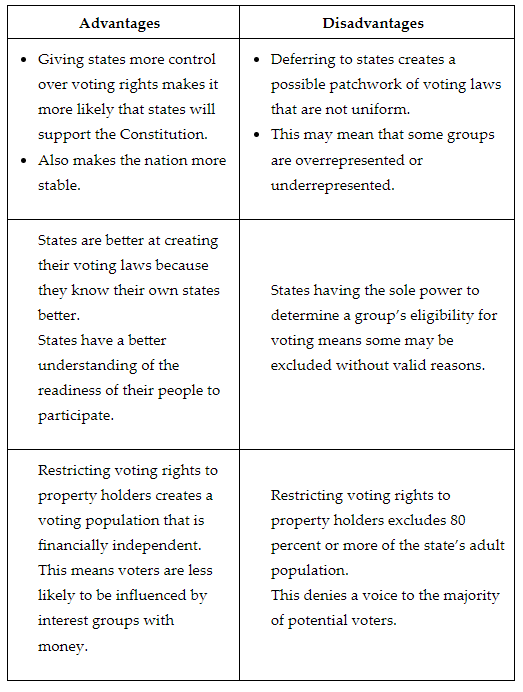 Advantages
Disadvantages
• Giving states more control
over voting rights makes it
more likely that states will
support the Constitution.
• Also makes the nation more
stable.
• Deferring to states creates a
possible patchwork of voting laws
that are not uniform.
• This may mean that some groups
are overrepresented or
underrepresented.
States are better at creating
their voting laws because
they know their own states
better.
States have a better
understanding of the
readiness of their people to
participate.
States having the sole power to
determine a group’s eligibility for
voting means some may be
excluded without valid reasons.
Restricting voting rights to
property holders creates a
voting population that is
financially independent.
This means voters are less
likely to be influenced by
interest groups with
money.
Restricting voting rights to
property holders excludes 80
percent or more of the state’s adult
population.
This denies a voice to the majority
of potential voters.